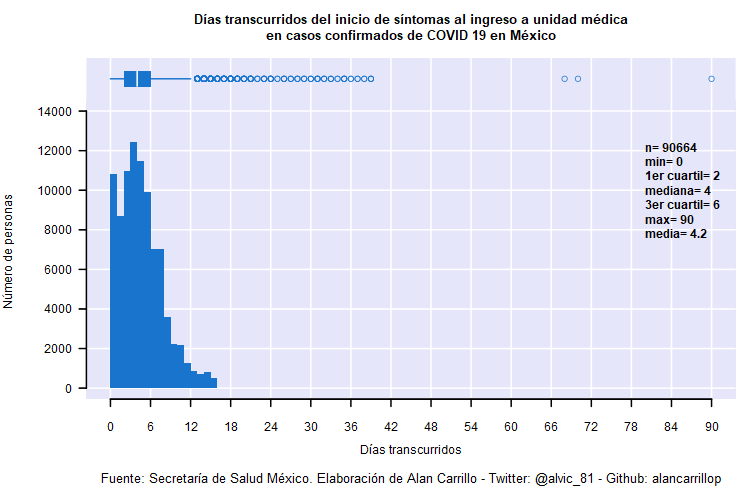 Días transcurridos del inicio de síntomas al ingreso a unidad médica
en casos confirmados de COVID 19 en México
14000
12000
10000
8000
6000
4000
2000
0
Número de personas
n= 90664
min= 0
1er cuartil= 2
mediana= 4
3er cuartil= 6
max= 90
media= 4.2
0 6 12 18 24 30 36 42 48 54 60 66 72 78 84 90
Días transcurridos
Fuente: Secretaría de Salud México. Elaboración de Alan Carrillo - Twitter: @alvic_81 - Github: alancarrillop